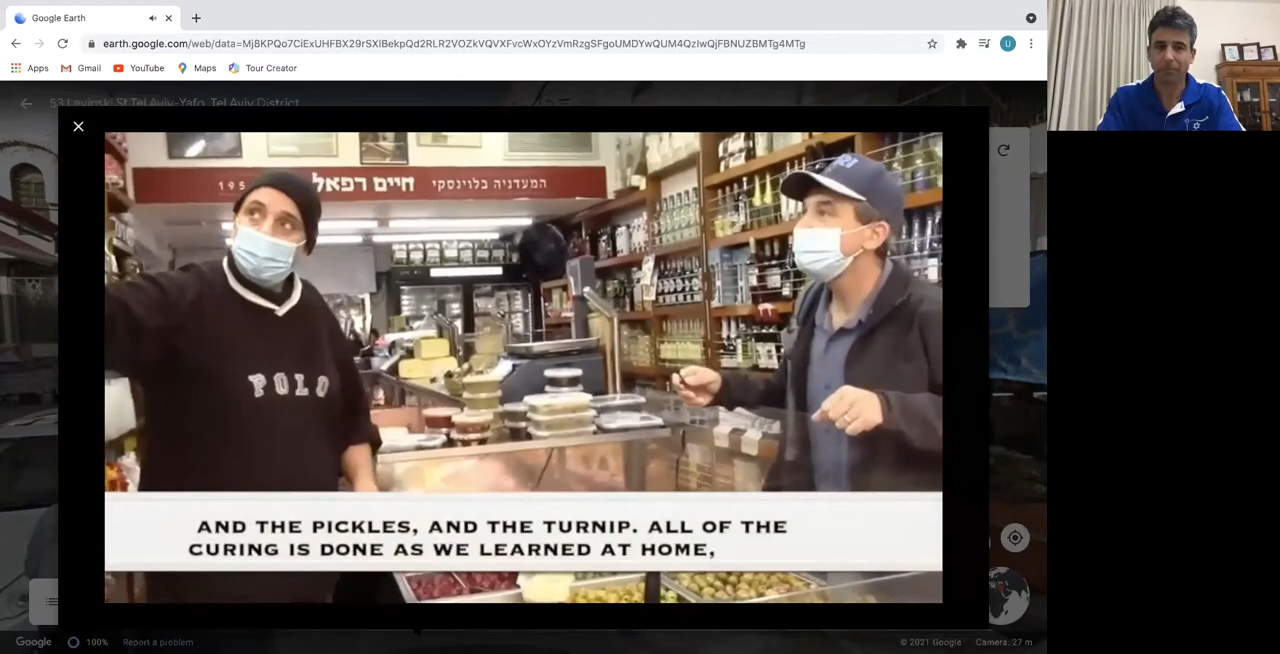 Google Earth
earth.google.com/web/data=Mj8KPQo7CiExUHFBX29rSXlBekpQd2RLR2VOZkVQVXFvcWxOYzVmRzgSFgoUMDYwQUM4QzIwQjFBNUZBMTg4MTg
U
Apps
Gmail
YouTube
Maps
Tour Creator
53 Levinski St Tel Aviv-Yafo, Tel Aviv District
195
חיים רפאל
המעדניה בלוינסקי
POLO
AND THE PICKLES, AND THE TURNIP. ALL OF THE
CURING IS DONE AS WE LEARNED AT HOME,
Google
100%
Report a problem
© 2021 Google
Camera: 27 m